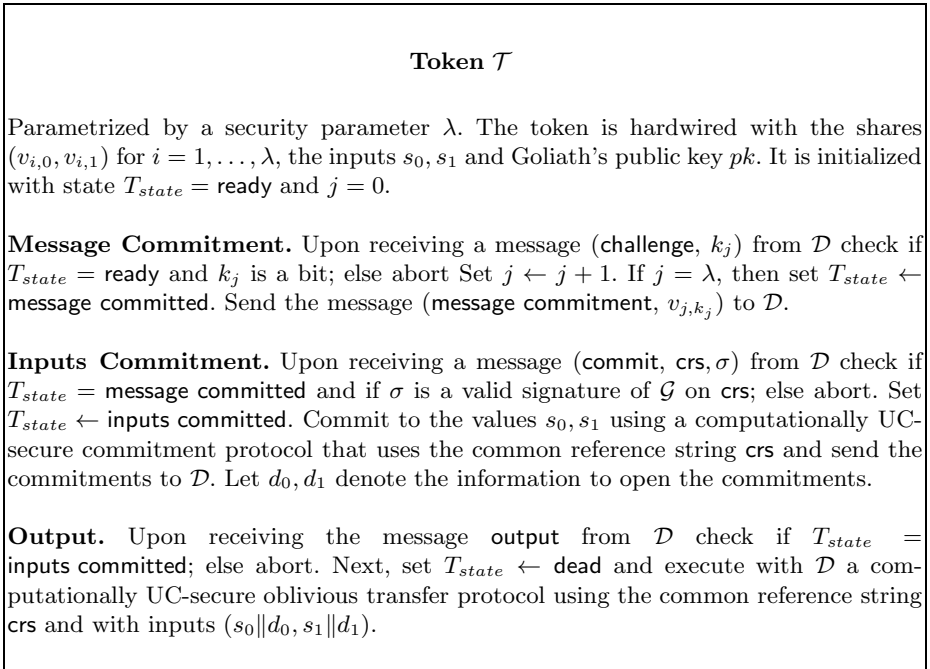 Token 𝒯
Parametrized by a security parameter λ. The token is hardwired with the shares
(v_{i,0}, v_{i,1}) for i = 1, . . . , λ, the inputs s_0, s_1 and Goliath's public key pk. It is initialized
with state T_{state} = ready and j = 0.
Message Commitment. Upon receiving a message (challenge, k_j) from 𝒟 check if
T_{state} = ready and k_j is a bit; else abort Set j ← j + 1. If j = λ, then set T_{state} ←
message committed. Send the message (message commitment, v_{j,k_j}) to 𝒟.
Inputs Commitment. Upon receiving a message (commit, crs, σ) from 𝒟 check if
T_{state} = message committed and if σ is a valid signature of 𝒢 on crs; else abort. Set
T_{state} ← inputs committed. Commit to the values s_0, s_1 using a computationally UC-
secure commitment protocol that uses the common reference string crs and send the
commitments to 𝒟. Let d_0, d_1 denote the information to open the commitments.
Output. Upon receiving the message output from 𝒟 check if T_{state} =
inputs committed; else abort. Next, set T_{state} ← dead and execute with 𝒟 a com-
putationally UC-secure oblivious transfer protocol using the common reference string
crs and with inputs (s_0‖d_0, s_1‖d_1).